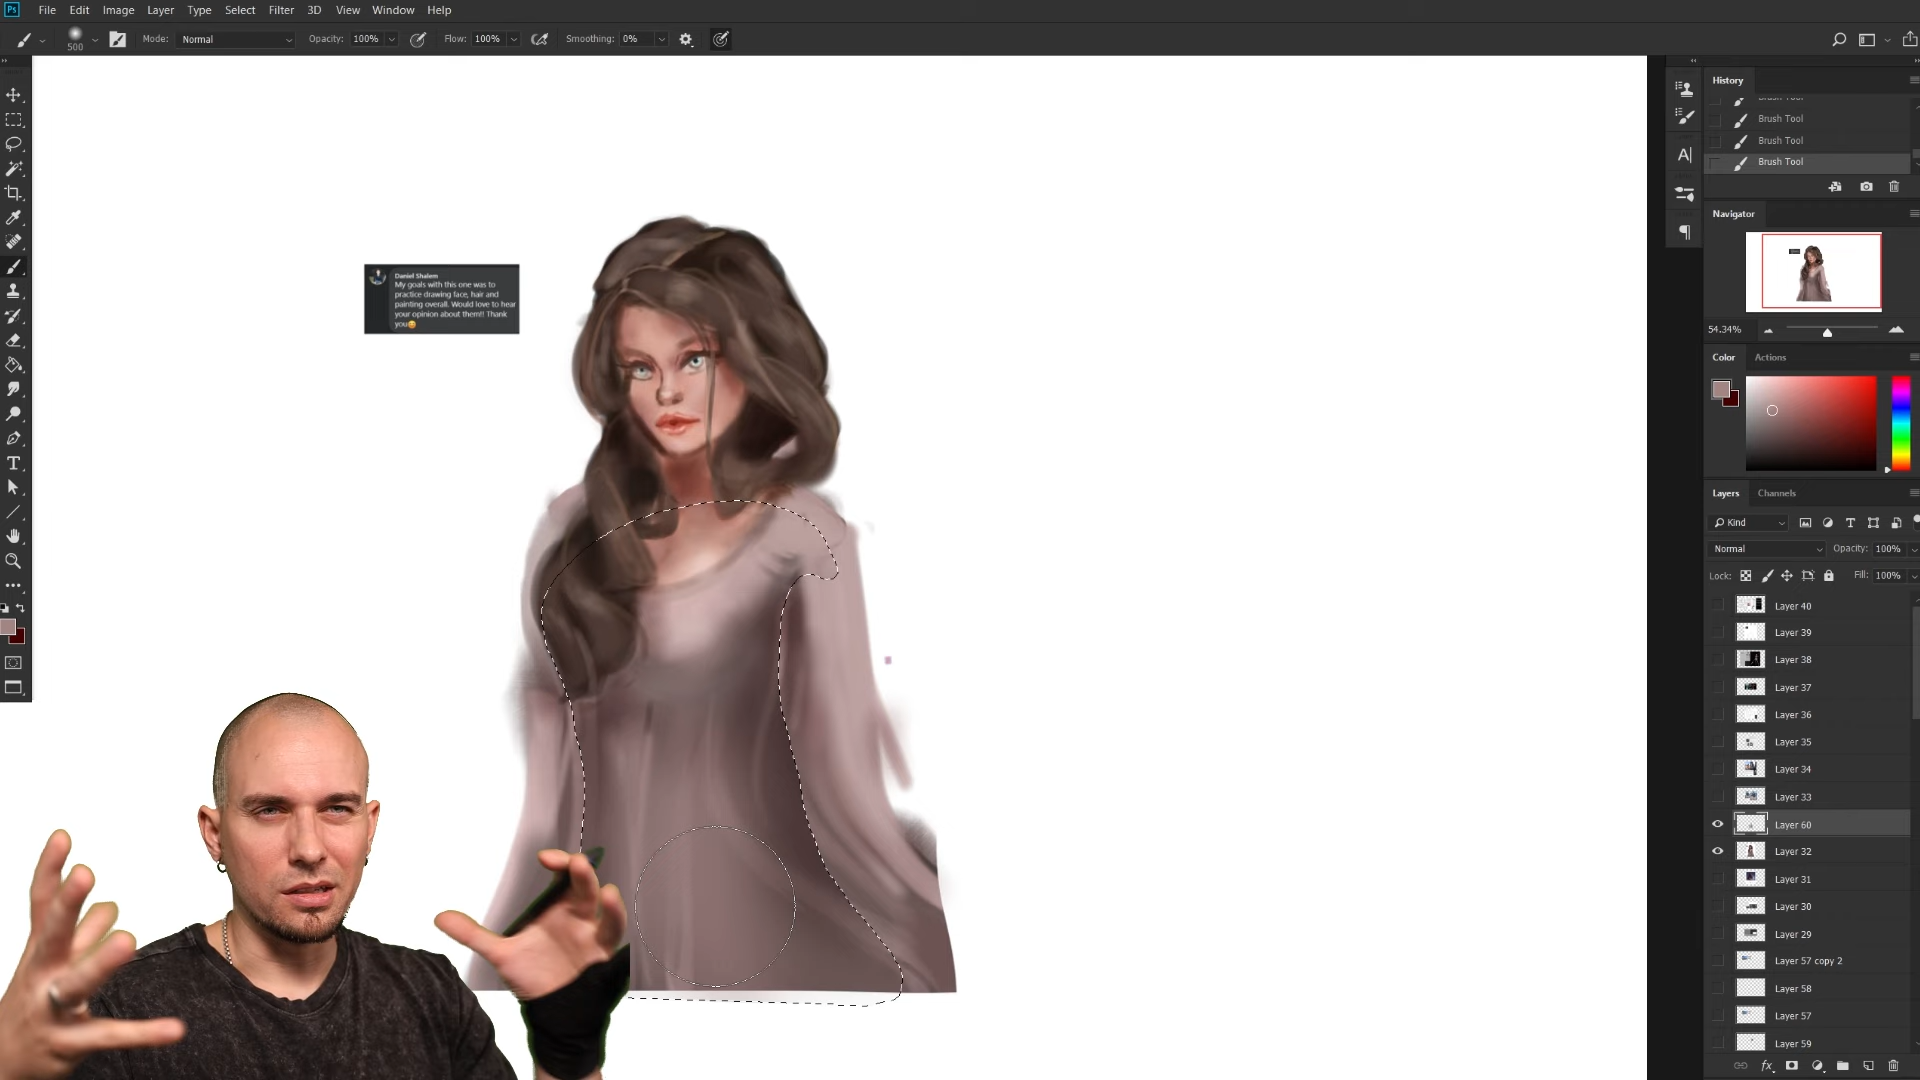 Ps File Edit Image Layer Type Select Filter 3D View Window Help
500 Mode: Normal Opacity: 100% Flow: 100% Smoothing: 0%
History
Brush Tool
Brush Tool
Brush Tool
Brush Tool
Navigator
54.34%
Color Actions
Layers Channels
Kind
Normal Opacity: 100%
Lock: Fill: 100%
Layer 40
Layer 39
Layer 38
Layer 37
Layer 36
Layer 35
Layer 34
Layer 33
Layer 60
Layer 32
Layer 31
Layer 30
Layer 29
Layer 57 copy 2
Layer 58
Layer 57
Layer 59
fx
Daniel Shalem
My goals with this one was to
practice drawing face, hair and
painting overall. Would love to hear
your opinion about them!! Thank
you😄